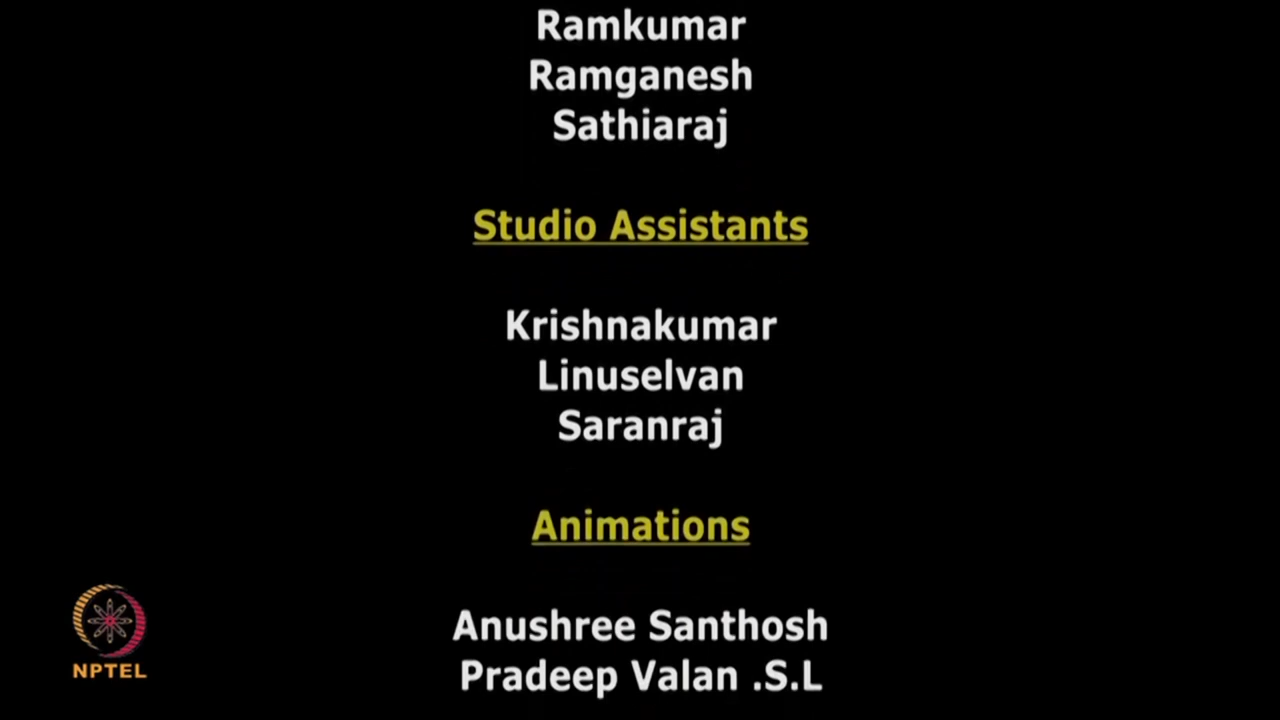 Ramkumar
Ramganesh
Sathiaraj
Studio Assistants
Krishnakumar
Linuselvan
Saranraj
Animations
Anushree Santhosh
Pradeep Valan .S.L
NPTEL